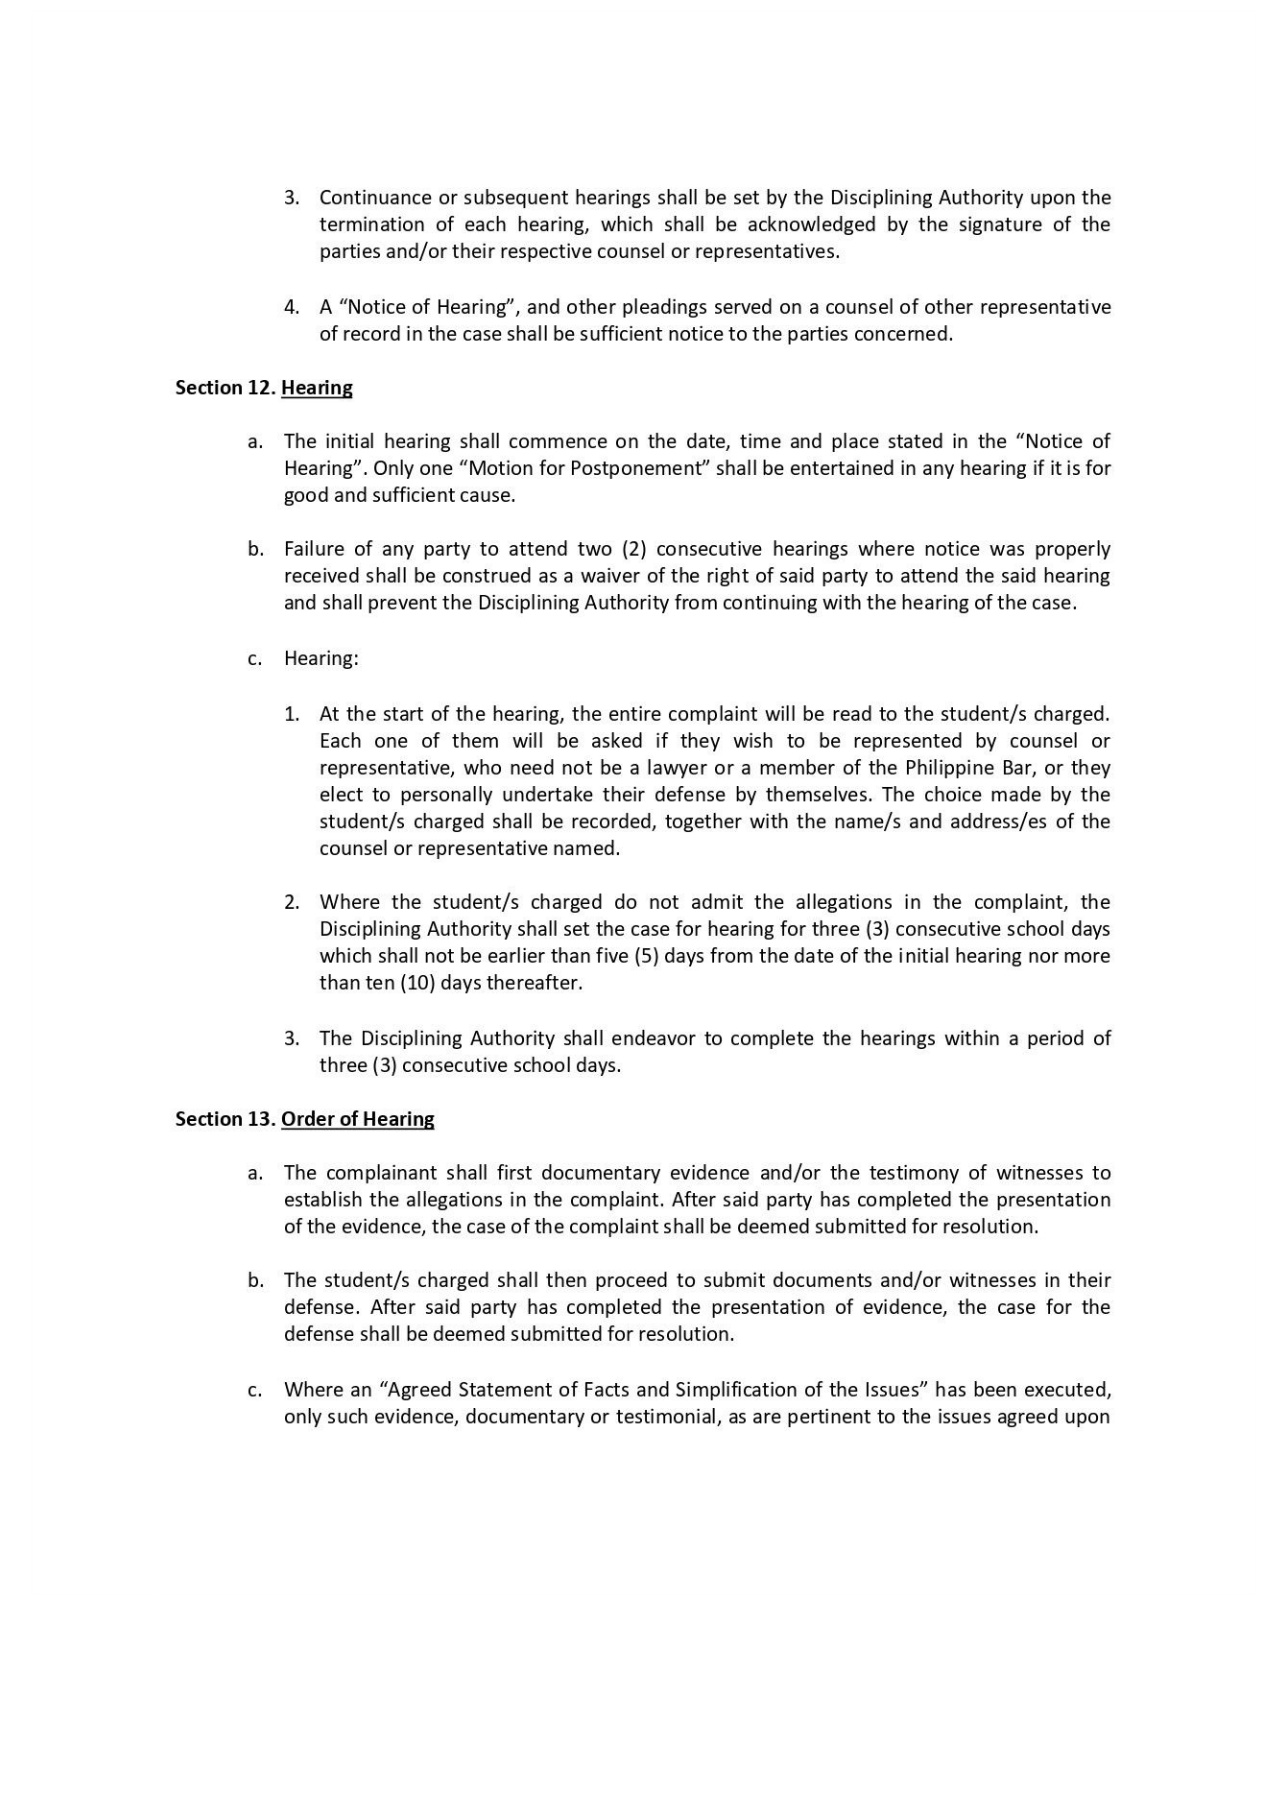 3. Continuance or subsequent hearings shall be set by the Disciplining Authority upon the
termination of each hearing, which shall be acknowledged by the signature of the
parties and/or their respective counsel or representatives.
4. A “Notice of Hearing”, and other pleadings served on a counsel of other representative
of record in the case shall be sufficient notice to the parties concerned.
Section 12. Hearing
a. The initial hearing shall commence on the date, time and place stated in the “Notice of
Hearing”. Only one “Motion for Postponement” shall be entertained in any hearing if it is for
good and sufficient cause.
b. Failure of any party to attend two (2) consecutive hearings where notice was properly
received shall be construed as a waiver of the right of said party to attend the said hearing
and shall prevent the Disciplining Authority from continuing with the hearing of the case.
c. Hearing:
1. At the start of the hearing, the entire complaint will be read to the student/s charged.
Each one of them will be asked if they wish to be represented by counsel or
representative, who need not be a lawyer or a member of the Philippine Bar, or they
elect to personally undertake their defense by themselves. The choice made by the
student/s charged shall be recorded, together with the name/s and address/es of the
counsel or representative named.
2. Where the student/s charged do not admit the allegations in the complaint, the
Disciplining Authority shall set the case for hearing for three (3) consecutive school days
which shall not be earlier than five (5) days from the date of the initial hearing nor more
than ten (10) days thereafter.
3. The Disciplining Authority shall endeavor to complete the hearings within a period of
three (3) consecutive school days.
Section 13. Order of Hearing
a. The complainant shall first documentary evidence and/or the testimony of witnesses to
establish the allegations in the complaint. After said party has completed the presentation
of the evidence, the case of the complaint shall be deemed submitted for resolution.
b. The student/s charged shall then proceed to submit documents and/or witnesses in their
defense. After said party has completed the presentation of evidence, the case for the
defense shall be deemed submitted for resolution.
c. Where an “Agreed Statement of Facts and Simplification of the Issues” has been executed,
only such evidence, documentary or testimonial, as are pertinent to the issues agreed upon